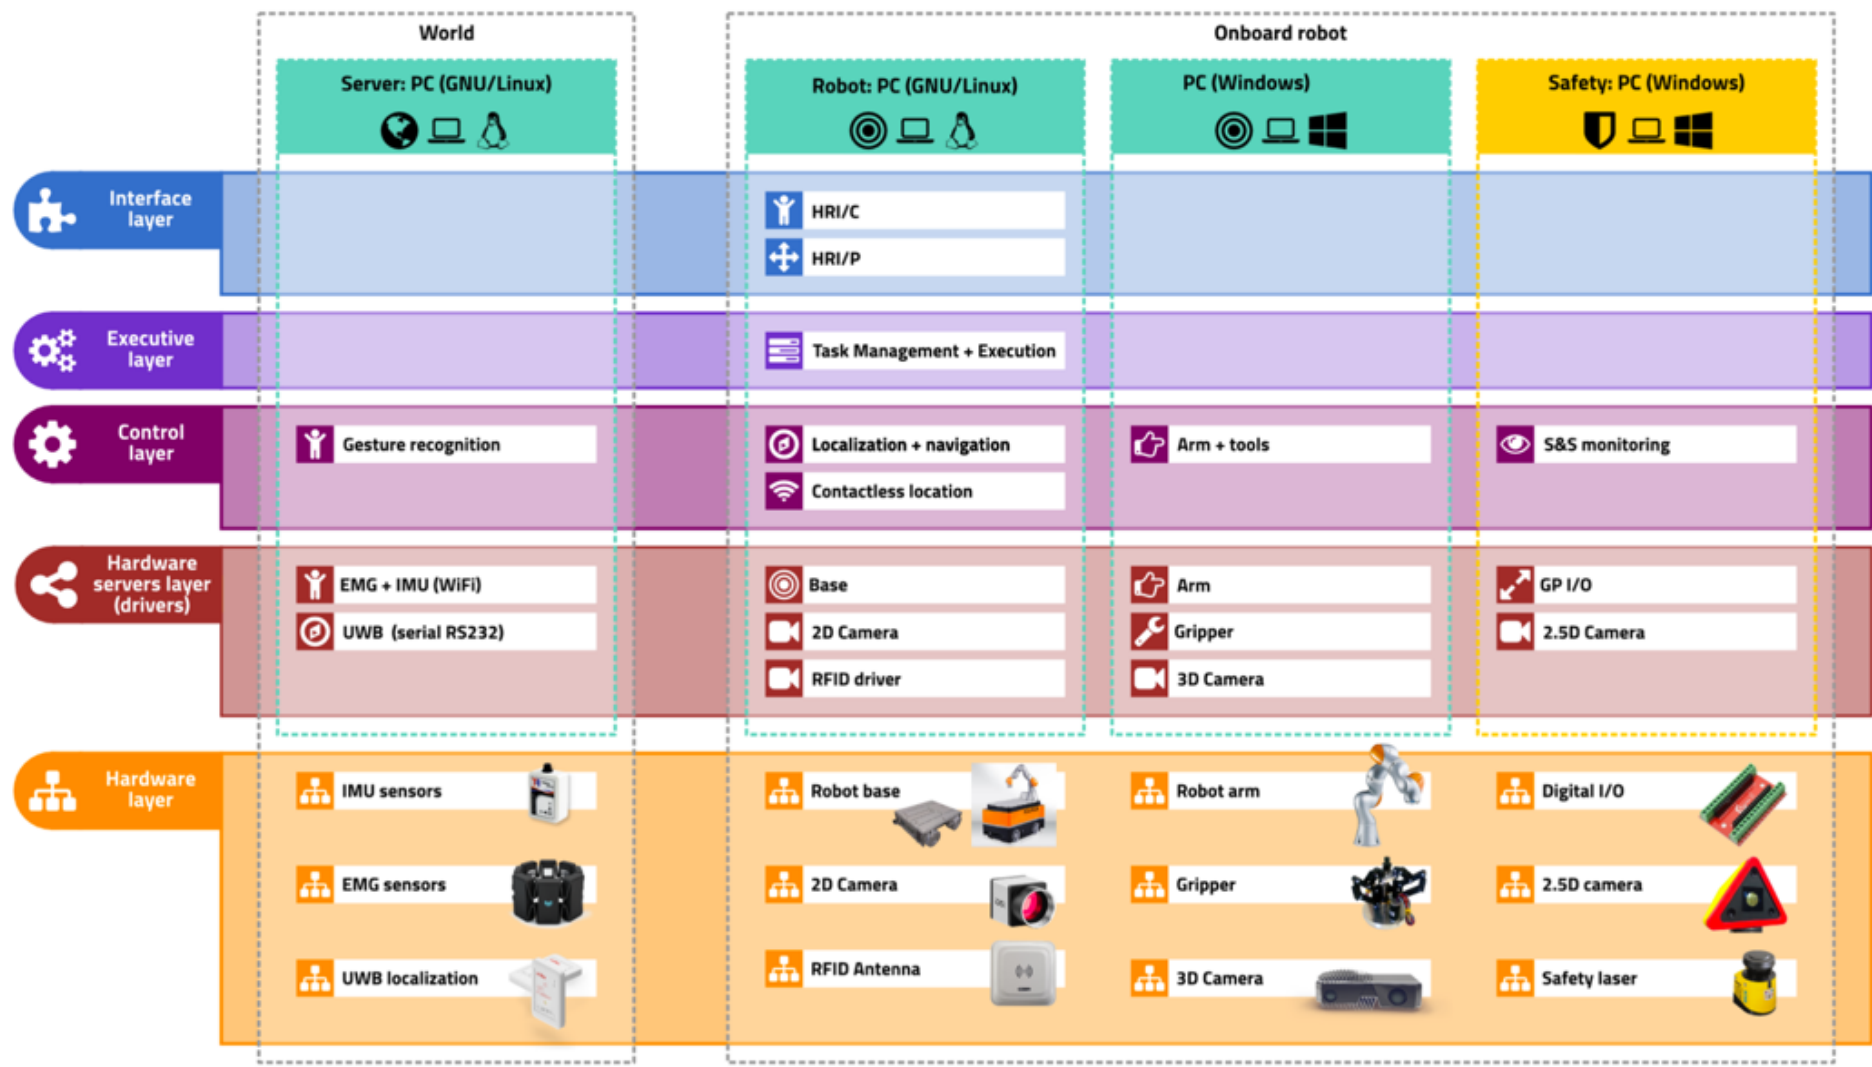 World
Onboard robot
Server: PC (GNU/Linux)
Robot: PC (GNU/Linux)
PC (Windows)
Safety: PC (Windows)
Interface
layer
HRI/C
HRI/P
Executive
layer
Task Management + Execution
Control
layer
Gesture recognition
Localization + navigation
Arm + tools
S&S monitoring
Contactless location
Hardware
servers layer
(drivers)
EMG + IMU (WiFi)
Base
Arm
GP I/O
UWB (serial RS232)
2D Camera
Gripper
2.5D Camera
RFID driver
3D Camera
Hardware
layer
IMU sensors
Robot base
Robot arm
Digital I/O
EMG sensors
2D Camera
Gripper
2.5D camera
UWB localization
RFID Antenna
3D Camera
Safety laser